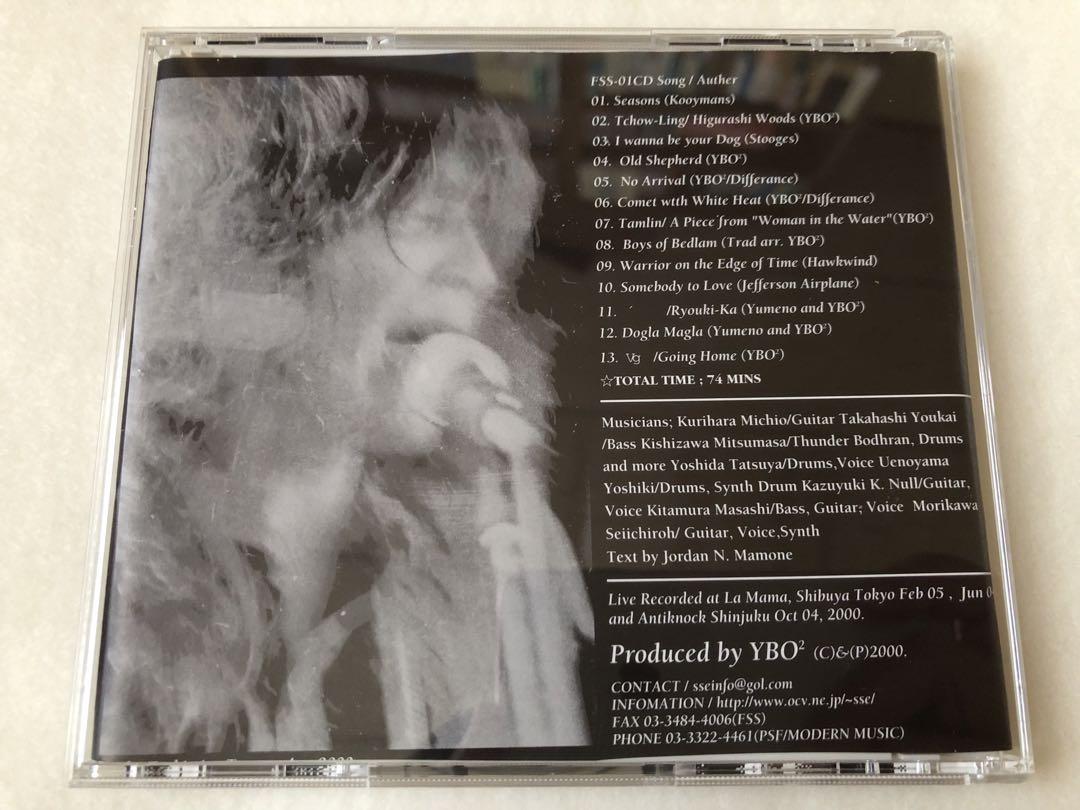 FSS-01CD Song / Auther
01. Seasons (Kooymans)
02. Tchow-Ling/ Higurashi Woods (YBO²)
03. I wanna be your Dog (Stooges)
04. Old Shepherd (YBO²)
05. No Arrival (YBO²/Differance)
06. Comet wtth White Heat (YBO²/Differance)
07. Tamlin/ A Piece from "Woman in the Water"(YBO²)
08. Boys of Bedlam (Trad arr. YBO²)
09. Warrior on the Edge of Time (Hawkwind)
10. Somebody to Love (Jefferson Airplane)
11. /Ryouki-Ka (Yumeno and YBO²)
12. Dogla Magla (Yumeno and YBO²)
13. Vg /Going Home (YBO²)
☆TOTAL TIME ; 74 MINS
Musicians; Kurihara Michio/Guitar Takahashi Youkai
/Bass Kishizawa Mitsumasa/Thunder Bodhran, Drums
and more Yoshida Tatsuya/Drums,Voice Uenoyama
Yoshiki/Drums, Synth Drum Kazuyuki K. Null/Guitar,
Voice Kitamura Masashi/Bass, Guitar; Voice Morikawa
Seiichiroh/ Guitar, Voice,Synth
Text by Jordan N. Mamone
Live Recorded at La Mama, Shibuya Tokyo Feb 05 , Jun
and Antiknock Shinjuku Oct 04, 2000.
Produced by YBO² (C)&(P)2000.
CONTACT / sseinfo@gol.com
INFOMATION / http://www.ocv.ne.jp/~sse/
FAX 03-3484-4006(FSS)
PHONE 03-3322-4461(PSF/MODERN MUSIC)